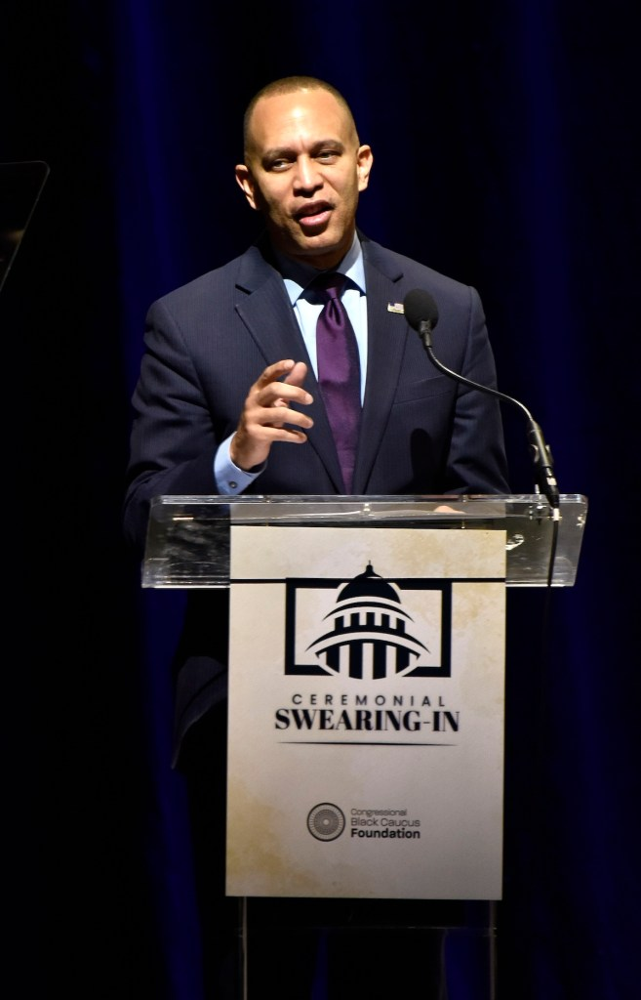 CEREMONIAL
SWEARING-IN
Congressional
Black Caucus
Foundation